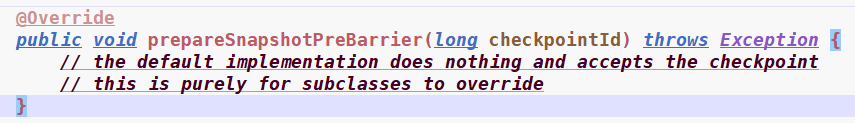 @Override
public void prepareSnapshotPreBarrier(long checkpointId) throws Exception {
// the default implementation does nothing and accepts the checkpoint
// this is purely for subclasses to override
}